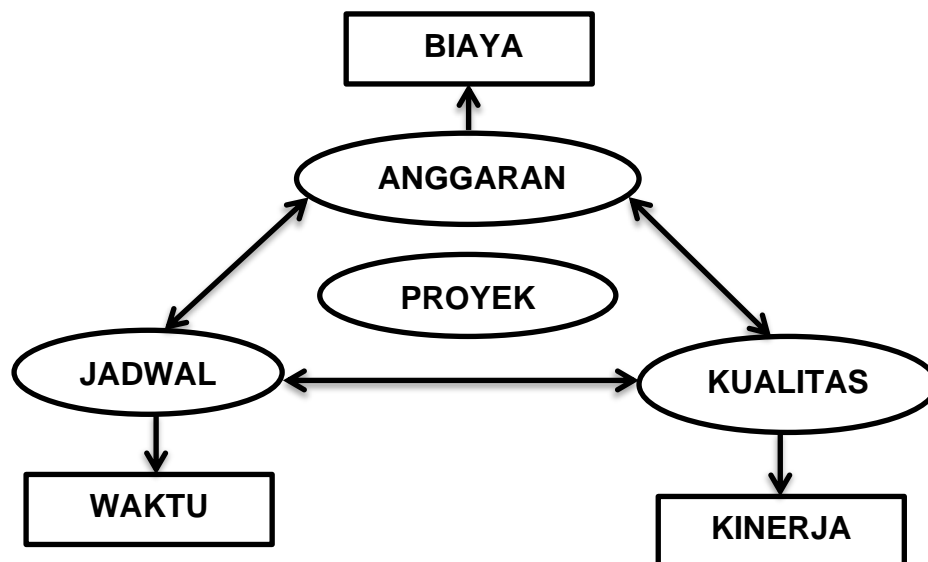 BIAYA
ANGGARAN
PROYEK
JADWAL
KUALITAS
WAKTU
KINERJA